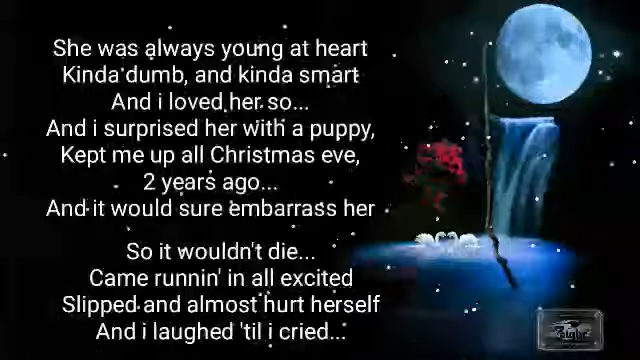 She was always young at heart
Kinda dumb, and kinda smart
And i loved her so...
And i surprised her with a puppy,
Kept me up all Christmas eve,
2 years ago...
And it would sure embarrass her
So it wouldn't die...
Came runnin' in all excited
Slipped and almost hurt herself
And i laughed 'til i cried...